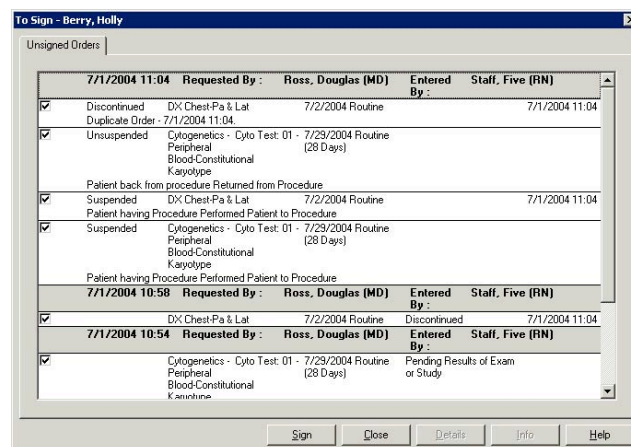 To Sign - Berry, Holly
Unsigned Orders
7/1/2004 11:04 Requested By : Ross, Douglas (MD) Entered By : Staff, Five (RN)
Discontinued DX Chest-Pa & Lat 7/2/2004 Routine 7/1/2004 11:04
Duplicate Order - 7/1/2004 11:04.
Unsuspended Cytogenetics - Cyto Test: 01 - 7/29/2004 Routine
Peripheral (28 Days)
Blood-Constitutional
Karyotype
Patient back from procedure Returned from Procedure
Suspended DX Chest-Pa & Lat 7/2/2004 Routine 7/1/2004 11:04
Patient having Procedure Performed Patient to Procedure
Suspended Cytogenetics - Cyto Test: 01 - 7/29/2004 Routine
Peripheral (28 Days)
Blood-Constitutional
Karyotype
Patient having Procedure Performed Patient to Procedure
7/1/2004 10:58 Requested By : Ross, Douglas (MD) Entered By : Staff, Five (RN)
DX Chest-Pa & Lat 7/2/2004 Routine Discontinued 7/1/2004 11:04
7/1/2004 10:54 Requested By : Ross, Douglas (MD) Entered By : Staff, Five (RN)
Cytogenetics - Cyto Test: 01 - 7/29/2004 Routine Pending Results of Exam
Peripheral (28 Days) or Study
Blood-Constitutional
Karyotype
Sign Close Details Info Help